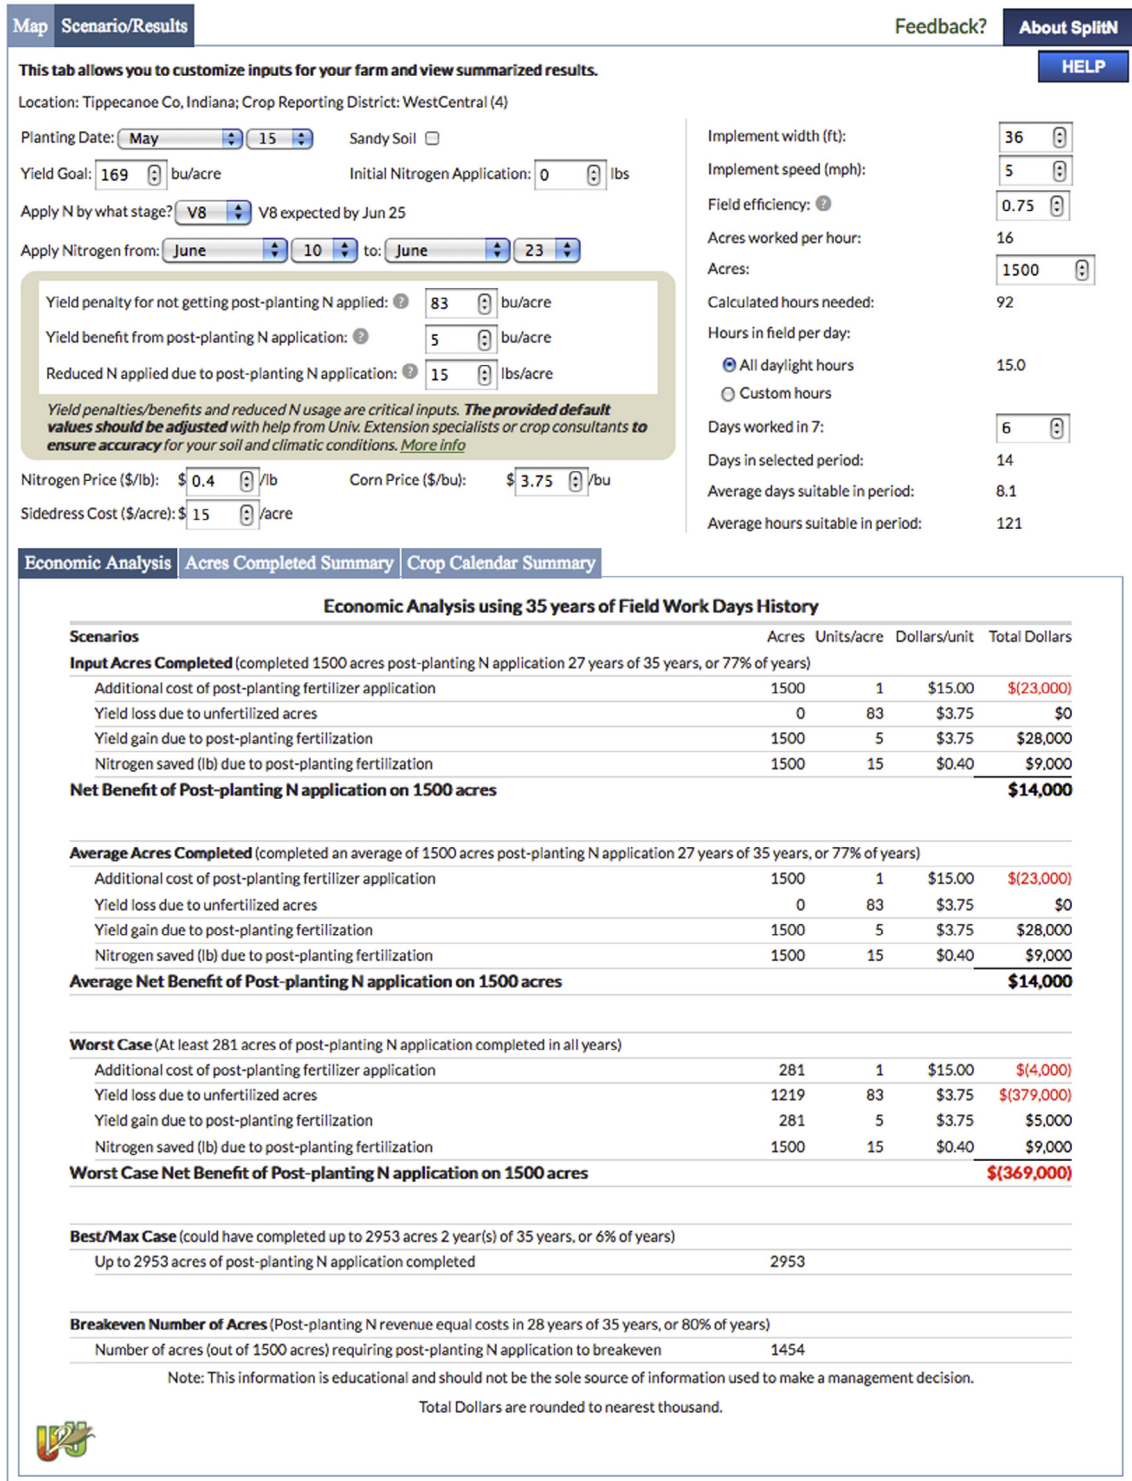 Map Scenario/Results Feedback? About SplitN
HELP
This tab allows you to customize inputs for your farm and view summarized results.
Location: Tippecanoe Co, Indiana; Crop Reporting District: WestCentral (4)
Planting Date: May 15 Sandy Soil
Yield Goal: 169 bu/acre Initial Nitrogen Application: 0 lbs
Apply N by what stage? V8 V8 expected by Jun 25
Apply Nitrogen from: June 10 to: June 23
Yield penalty for not getting post-planting N applied: ? 83 bu/acre
Yield benefit from post-planting N application: ? 5 bu/acre
Reduced N applied due to post-planting N application: ? 15 lbs/acre
Yield penalties/benefits and reduced N usage are critical inputs. The provided default
values should be adjusted with help from Univ. Extension specialists or crop consultants to
ensure accuracy for your soil and climatic conditions. More info
Nitrogen Price ($/lb): $ 0.4 /lb Corn Price ($/bu): $ 3.75 /bu
Sidedress Cost ($/acre): $ 15 /acre
Implement width (ft): 36
Implement speed (mph): 5
Field efficiency: ? 0.75
Acres worked per hour: 16
Acres: 1500
Calculated hours needed: 92
Hours in field per day:
All daylight hours 15.0
Custom hours
Days worked in 7: 6
Days in selected period: 14
Average days suitable in period: 8.1
Average hours suitable in period: 121
Economic Analysis Acres Completed Summary Crop Calendar Summary
Economic Analysis using 35 years of Field Work Days History
Scenarios Acres Units/acre Dollars/unit Total Dollars
Input Acres Completed (completed 1500 acres post-planting N application 27 years of 35 years, or 77% of years)
Additional cost of post-planting fertilizer application 1500 1 $15.00 $(23,000)
Yield loss due to unfertilized acres 0 83 $3.75 $0
Yield gain due to post-planting fertilization 1500 5 $3.75 $28,000
Nitrogen saved (lb) due to post-planting fertilization 1500 15 $0.40 $9,000
Net Benefit of Post-planting N application on 1500 acres $14,000
Average Acres Completed (completed an average of 1500 acres post-planting N application 27 years of 35 years, or 77% of years)
Additional cost of post-planting fertilizer application 1500 1 $15.00 $(23,000)
Yield loss due to unfertilized acres 0 83 $3.75 $0
Yield gain due to post-planting fertilization 1500 5 $3.75 $28,000
Nitrogen saved (lb) due to post-planting fertilization 1500 15 $0.40 $9,000
Average Net Benefit of Post-planting N application on 1500 acres $14,000
Worst Case (At least 281 acres of post-planting N application completed in all years)
Additional cost of post-planting fertilizer application 281 1 $15.00 $(4,000)
Yield loss due to unfertilized acres 1219 83 $3.75 $(379,000)
Yield gain due to post-planting fertilization 281 5 $3.75 $5,000
Nitrogen saved (lb) due to post-planting fertilization 1500 15 $0.40 $9,000
Worst Case Net Benefit of Post-planting N application on 1500 acres $(369,000)
Best/Max Case (could have completed up to 2953 acres 2 year(s) of 35 years, or 6% of years)
Up to 2953 acres of post-planting N application completed 2953
Breakeven Number of Acres (Post-planting N revenue equal costs in 28 years of 35 years, or 80% of years)
Number of acres (out of 1500 acres) requiring post-planting N application to breakeven 1454
Note: This information is educational and should not be the sole source of information used to make a management decision.
Total Dollars are rounded to nearest thousand.
U2U